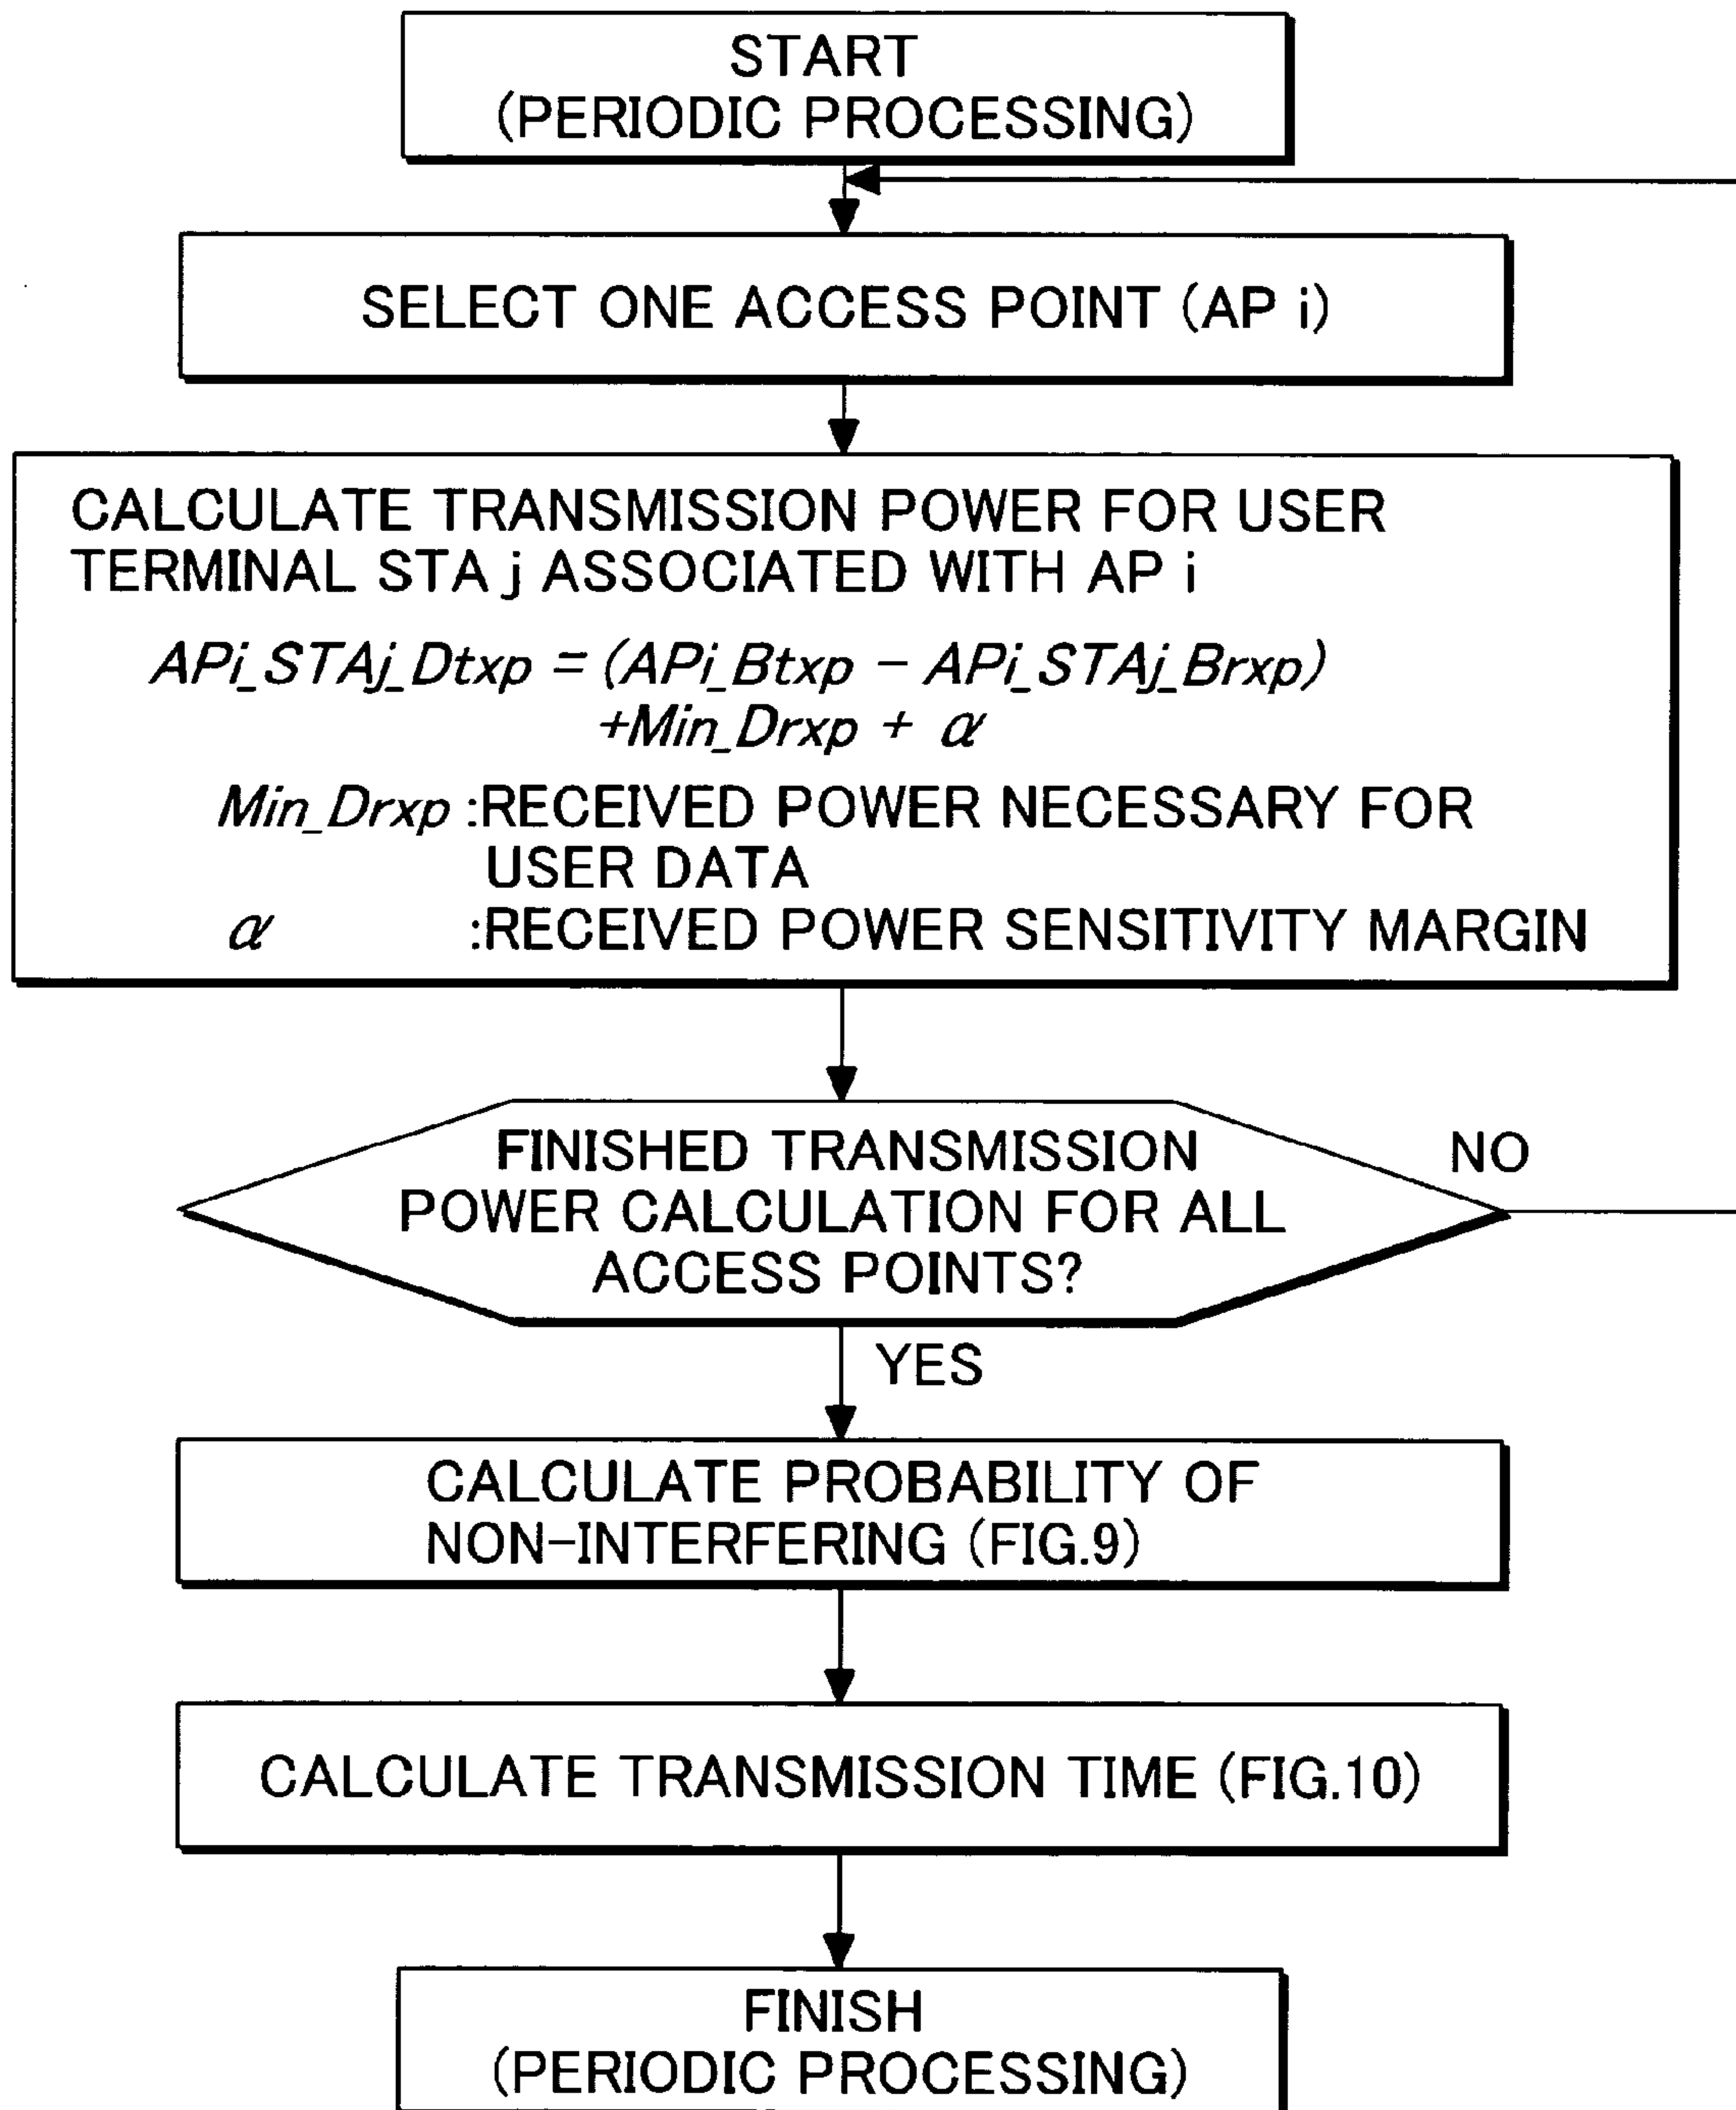 START
(PERIODIC PROCESSING)
SELECT ONE ACCESS POINT (AP i)
CALCULATE TRANSMISSION POWER FOR USER
TERMINAL STA j ASSOCIATED WITH AP i
APi_STAj_Dtxp = (APi_Btxp − APi_STAj_Brxp)
+Min_Drxp + α
Min_Drxp :RECEIVED POWER NECESSARY FOR
USER DATA
α :RECEIVED POWER SENSITIVITY MARGIN
FINISHED TRANSMISSION
POWER CALCULATION FOR ALL
ACCESS POINTS?
NO
YES
CALCULATE PROBABILITY OF
NON−INTERFERING (FIG.9)
CALCULATE TRANSMISSION TIME (FIG.10)
FINISH
(PERIODIC PROCESSING)